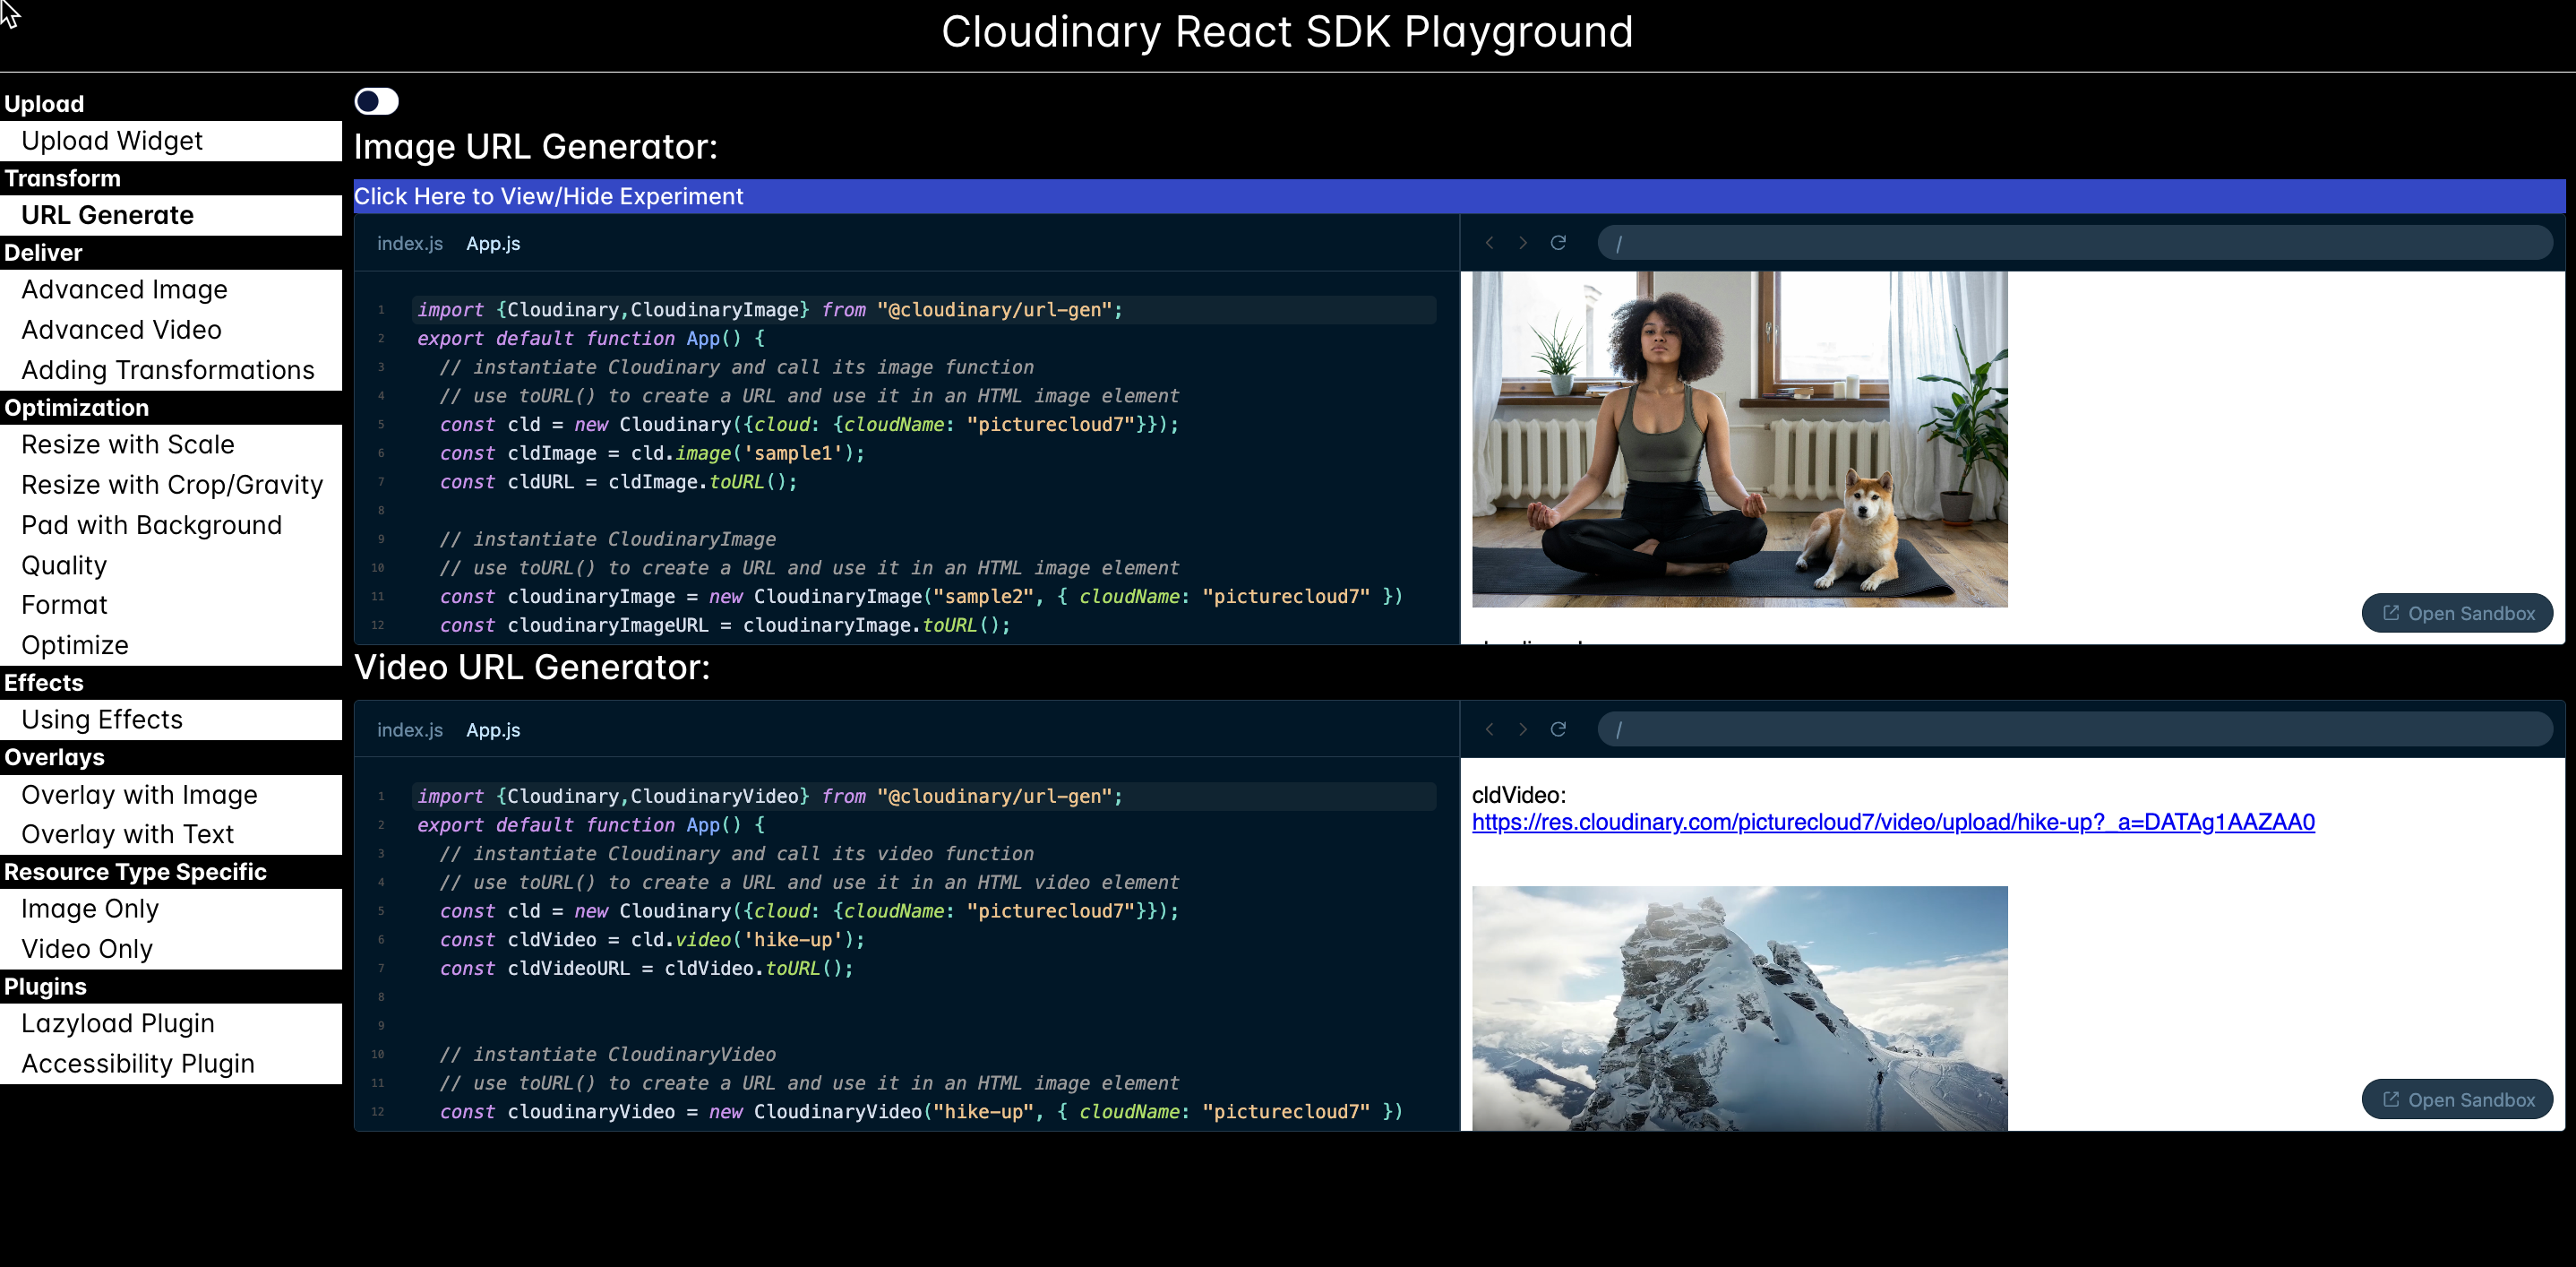 Cloudinary React SDK Playground
Upload
Upload Widget
Transform
URL Generate
Deliver
Advanced Image
Advanced Video
Adding Transformations
Optimization
Resize with Scale
Resize with Crop/Gravity
Pad with Background
Quality
Format
Optimize
Effects
Using Effects
Overlays
Overlay with Image
Overlay with Text
Resource Type Specific
Image Only
Video Only
Plugins
Lazyload Plugin
Accessibility Plugin
Image URL Generator:
Click Here to View/Hide Experiment
index.js App.js
1 import {Cloudinary,CloudinaryImage} from "@cloudinary/url-gen";
2 export default function App() {
3 // instantiate Cloudinary and call its image function
4 // use toURL() to create a URL and use it in an HTML image element
5 const cld = new Cloudinary({cloud: {cloudName: "picturecloud7"}});
6 const cldImage = cld.image('sample1');
7 const cldURL = cldImage.toURL();
8
9 // instantiate CloudinaryImage
10 // use toURL() to create a URL and use it in an HTML image element
11 const cloudinaryImage = new CloudinaryImage("sample2", { cloudName: "picturecloud7" })
12 const cloudinaryImageURL = cloudinaryImage.toURL();
/
Open Sandbox
Video URL Generator:
index.js App.js
1 import {Cloudinary,CloudinaryVideo} from "@cloudinary/url-gen";
2 export default function App() {
3 // instantiate Cloudinary and call its video function
4 // use toURL() to create a URL and use it in an HTML video element
5 const cld = new Cloudinary({cloud: {cloudName: "picturecloud7"}});
6 const cldVideo = cld.video('hike-up');
7 const cldVideoURL = cldVideo.toURL();
8
9
10 // instantiate CloudinaryVideo
11 // use toURL() to create a URL and use it in an HTML image element
12 const cloudinaryVideo = new CloudinaryVideo("hike-up", { cloudName: "picturecloud7" })
/
cldVideo:
https://res.cloudinary.com/picturecloud7/video/upload/hike-up?_a=DATAg1AAZAA0
Open Sandbox